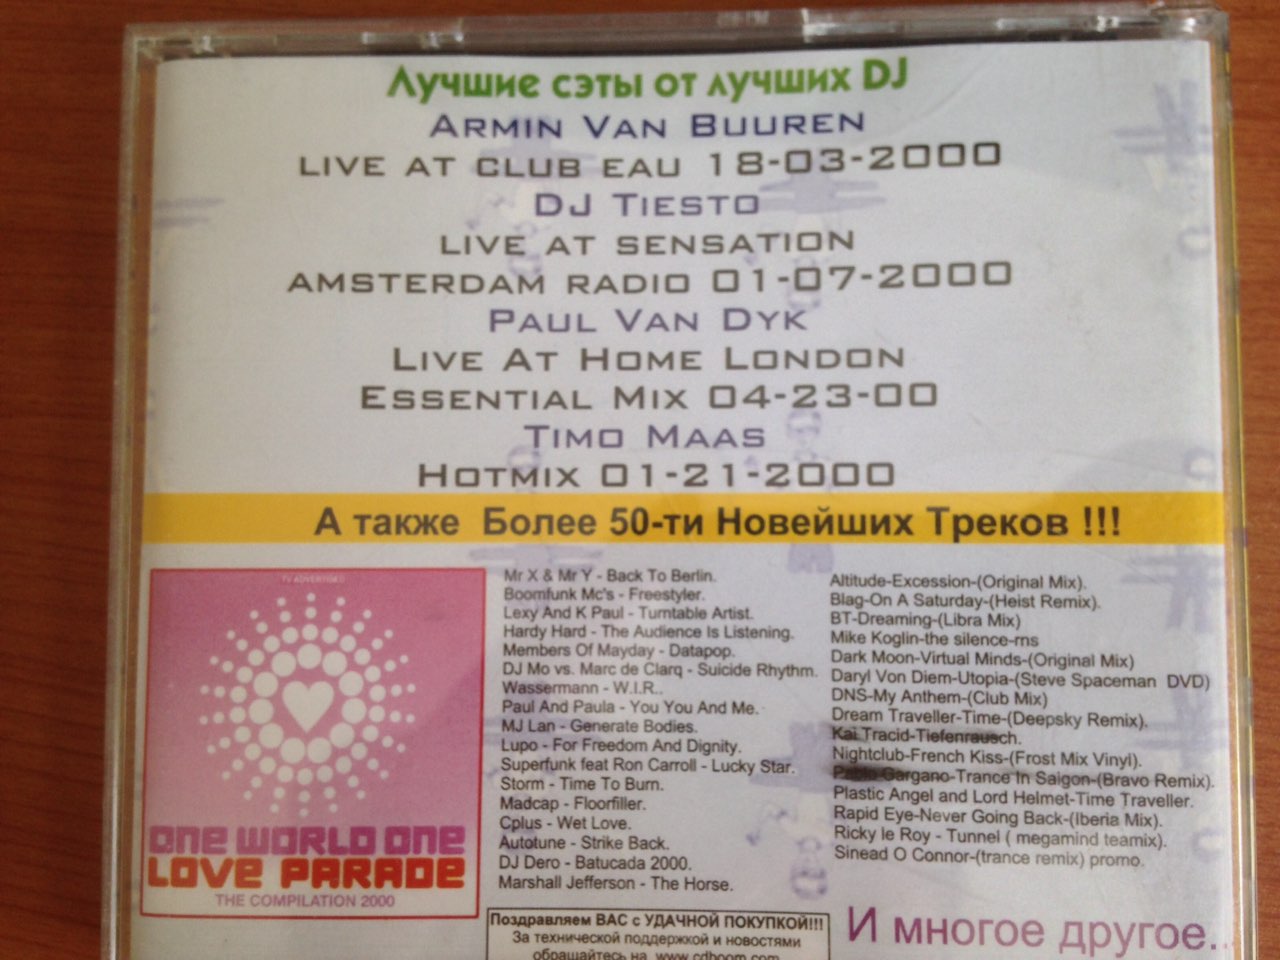 Лучшие сэты от лучших DJ
Armin Van Buuren
live at club eau 18-03-2000
DJ Tiesto
live at sensation
amsterdam radio 01-07-2000
Paul Van Dyk
Live At Home London
Essential Mix 04-23-00
Timo Maas
Hotmix 01-21-2000
А также Более 50-ти Новейших Треков !!!
TV ADVERTISED
ONE WORLD ONE
LOVE PARADE
THE COMPILATION 2000
Mr X & Mr Y - Back To Berlin.
Boomfunk Mc's - Freestyler.
Lexy And K Paul - Turntable Artist.
Hardy Hard - The Audience Is Listening.
Members Of Mayday - Datapop.
DJ Mo vs. Marc de Clarq - Suicide Rhythm.
Wassermann - W.I.R..
Paul And Paula - You You And Me.
MJ Lan - Generate Bodies.
Lupo - For Freedom And Dignity.
Superfunk feat Ron Carroll - Lucky Star.
Storm - Time To Burn.
Madcap - Floorfiller.
Cplus - Wet Love.
Autotune - Strike Back.
DJ Dero - Batucada 2000.
Marshall Jefferson - The Horse.
Altitude-Excession-(Original Mix).
Blag-On A Saturday-(Heist Remix).
BT-Dreaming-(Libra Mix)
Mike Koglin-the silence-ms
Dark Moon-Virtual Minds-(Original Mix)
Daryl Von Diem-Utopia-(Steve Spaceman DVD)
DNS-My Anthem-(Club Mix)
Dream Traveller-Time-(Deepsky Remix).
Kai Tracid-Tiefenrausch.
Nightclub-French Kiss-(Frost Mix Vinyl).
Pablo Gargano-Trance In Saigon-(Bravo Remix).
Plastic Angel and Lord Helmet-Time Traveller.
Rapid Eye-Never Going Back-(Iberia Mix).
Ricky le Roy - Tunnel ( megamind teamix).
Sinead O Connor-(trance remix) promo.
Поздравляем ВАС с УДАЧНОЙ ПОКУПКОЙ!!!
За технической поддержкой и новостями
обращайтесь на www.cdboom.com
И многое другое..